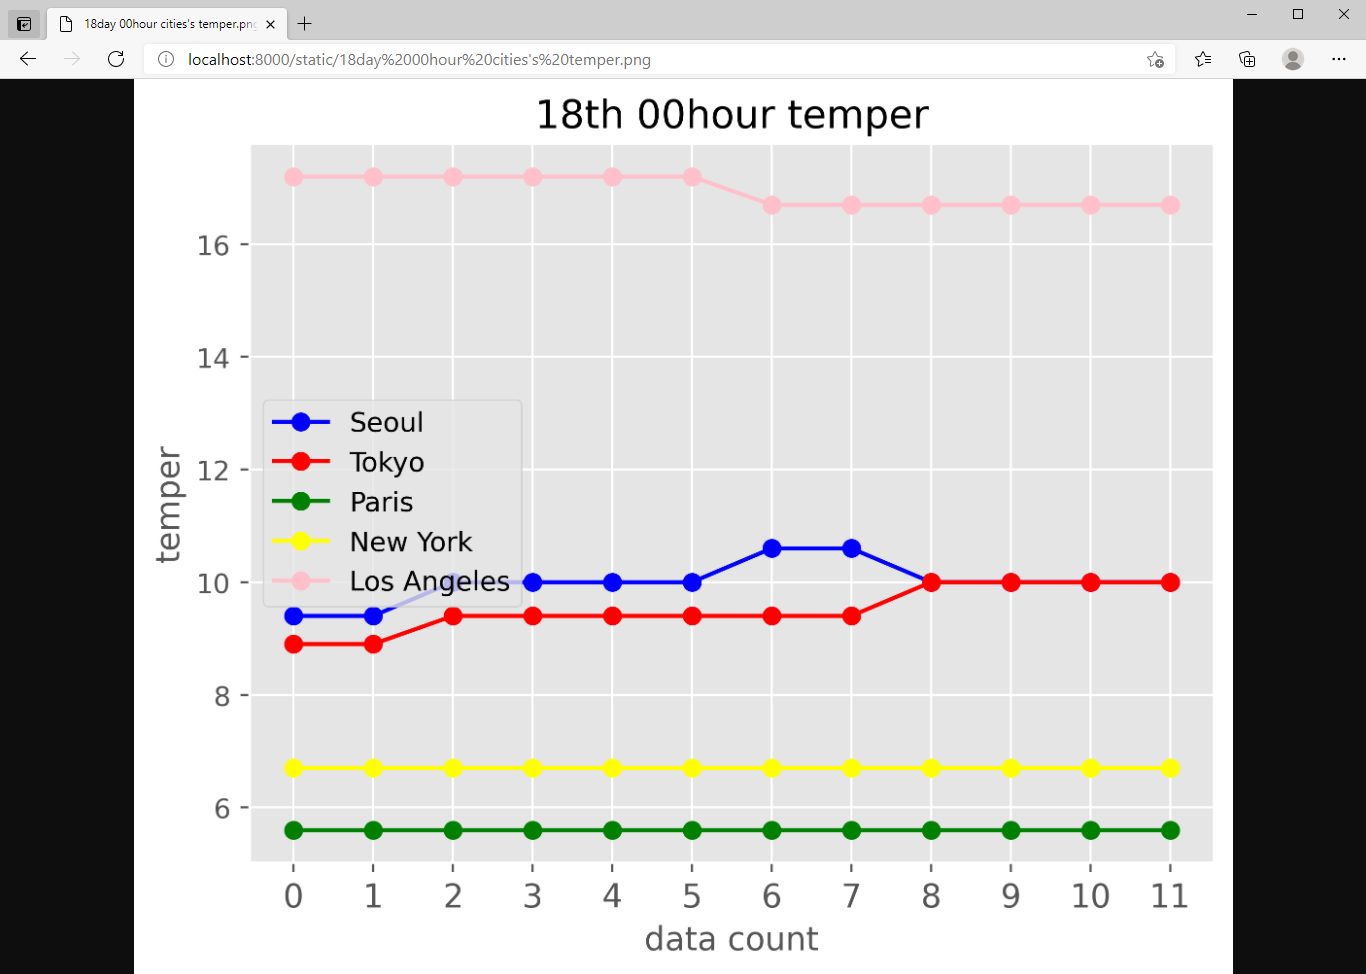 18day 00hour cities's temper.png
localhost:8000/static/18day%2000hour%20cities's%20temper.png
18th 00hour temper
16
14
12
10
8
6
temper
Seoul
Tokyo
Paris
New York
Los Angeles
0 1 2 3 4 5 6 7 8 9 10 11
data count